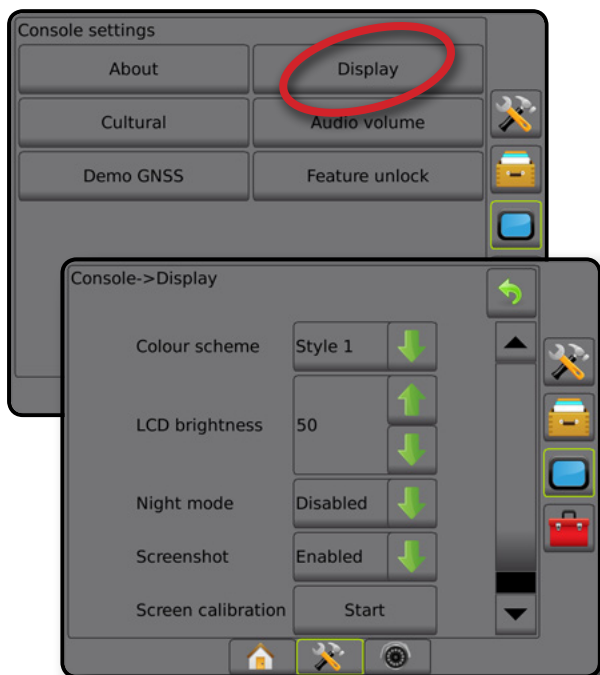 Console settings
About
Display
Cultural
Audio volume
Demo GNSS
Feature unlock
Console->Display
Colour scheme
Style 1
LCD brightness
50
Night mode
Disabled
Screenshot
Enabled
Screen calibration
Start